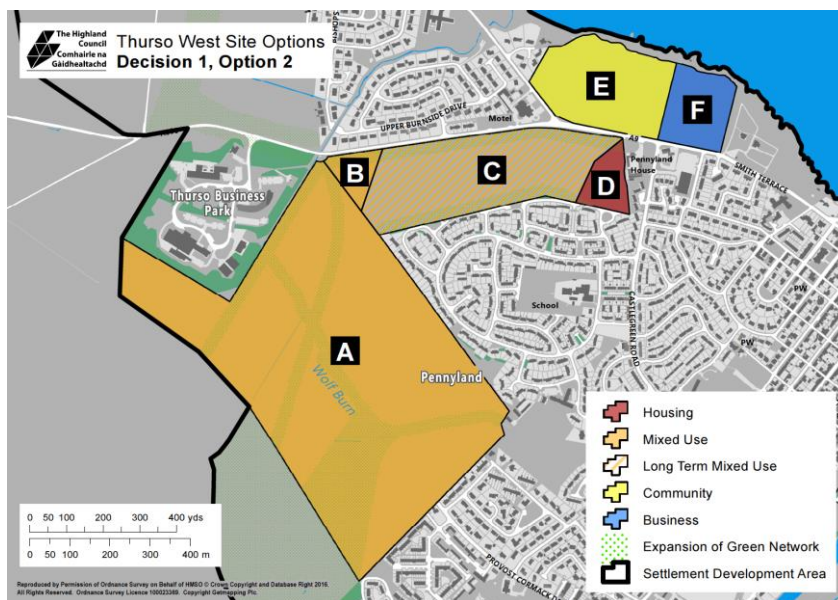 The Highland
Council
Comhairle na
Gàidhealtachd
Thurso West Site Options
Decision 1, Option 2
UPPER BURNSIDE DRIVE
Motel
E
F
A9
SMITH TERRACE
B
C
D
Pennyland
House
Thurso Business
Park
School
CASTLEGREEN ROAD
PW
PW
A
Wolf Burn
Pennyland
PROVOST CORMACK
Housing
Mixed Use
Long Term Mixed Use
Community
Business
Expansion of Green Network
Settlement Development Area
0 50 100 200 300 400 yds
0 50 100 200 300 400 m
Reproduced by Permission of Ordnance Survey on Behalf of HMSO © Crown Copyright and Database Right 2016.
All Rights Reserved. Ordnance Survey Licence 100023369. Copyright Getmapping Plc.